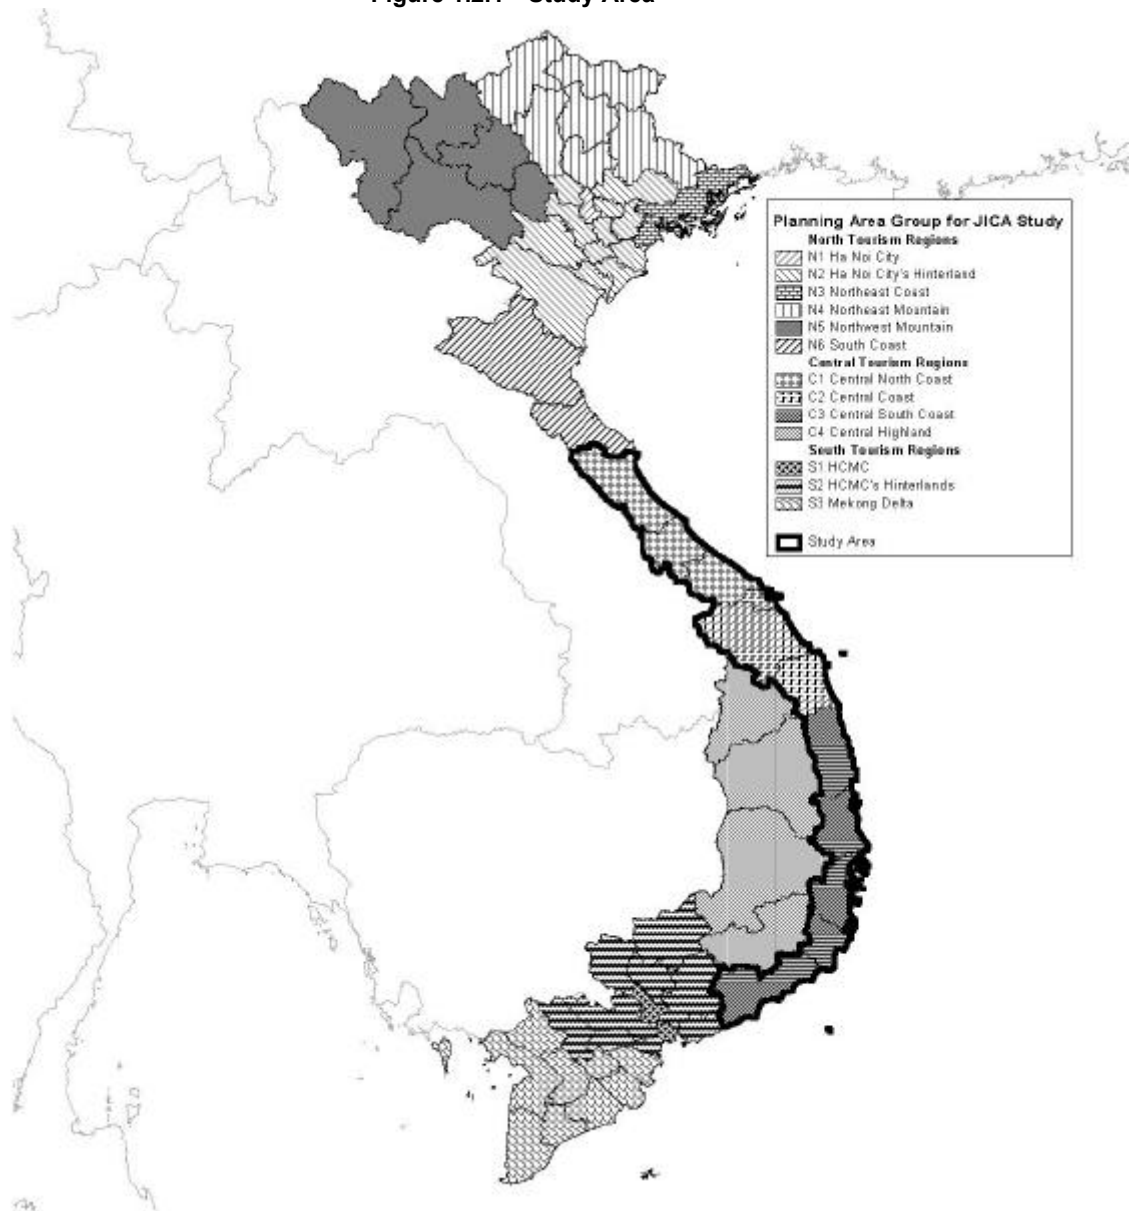 Figure 1.2.1 Study Area
Planning Area Group for JICA Study
North Tourism Regions
N1 Ha Noi City
N2 Ha Noi City's Hinterland
N3 Northeast Coast
N4 Northeast Mountain
N5 Northwest Mountain
N6 South Coast
Central Tourism Regions
C1 Central North Coast
C2 Central Coast
C3 Central South Coast
C4 Central Highland
South Tourism Regions
S1 HCMC
S2 HCMC's Hinterlands
S3 Mekong Delta
Study Area